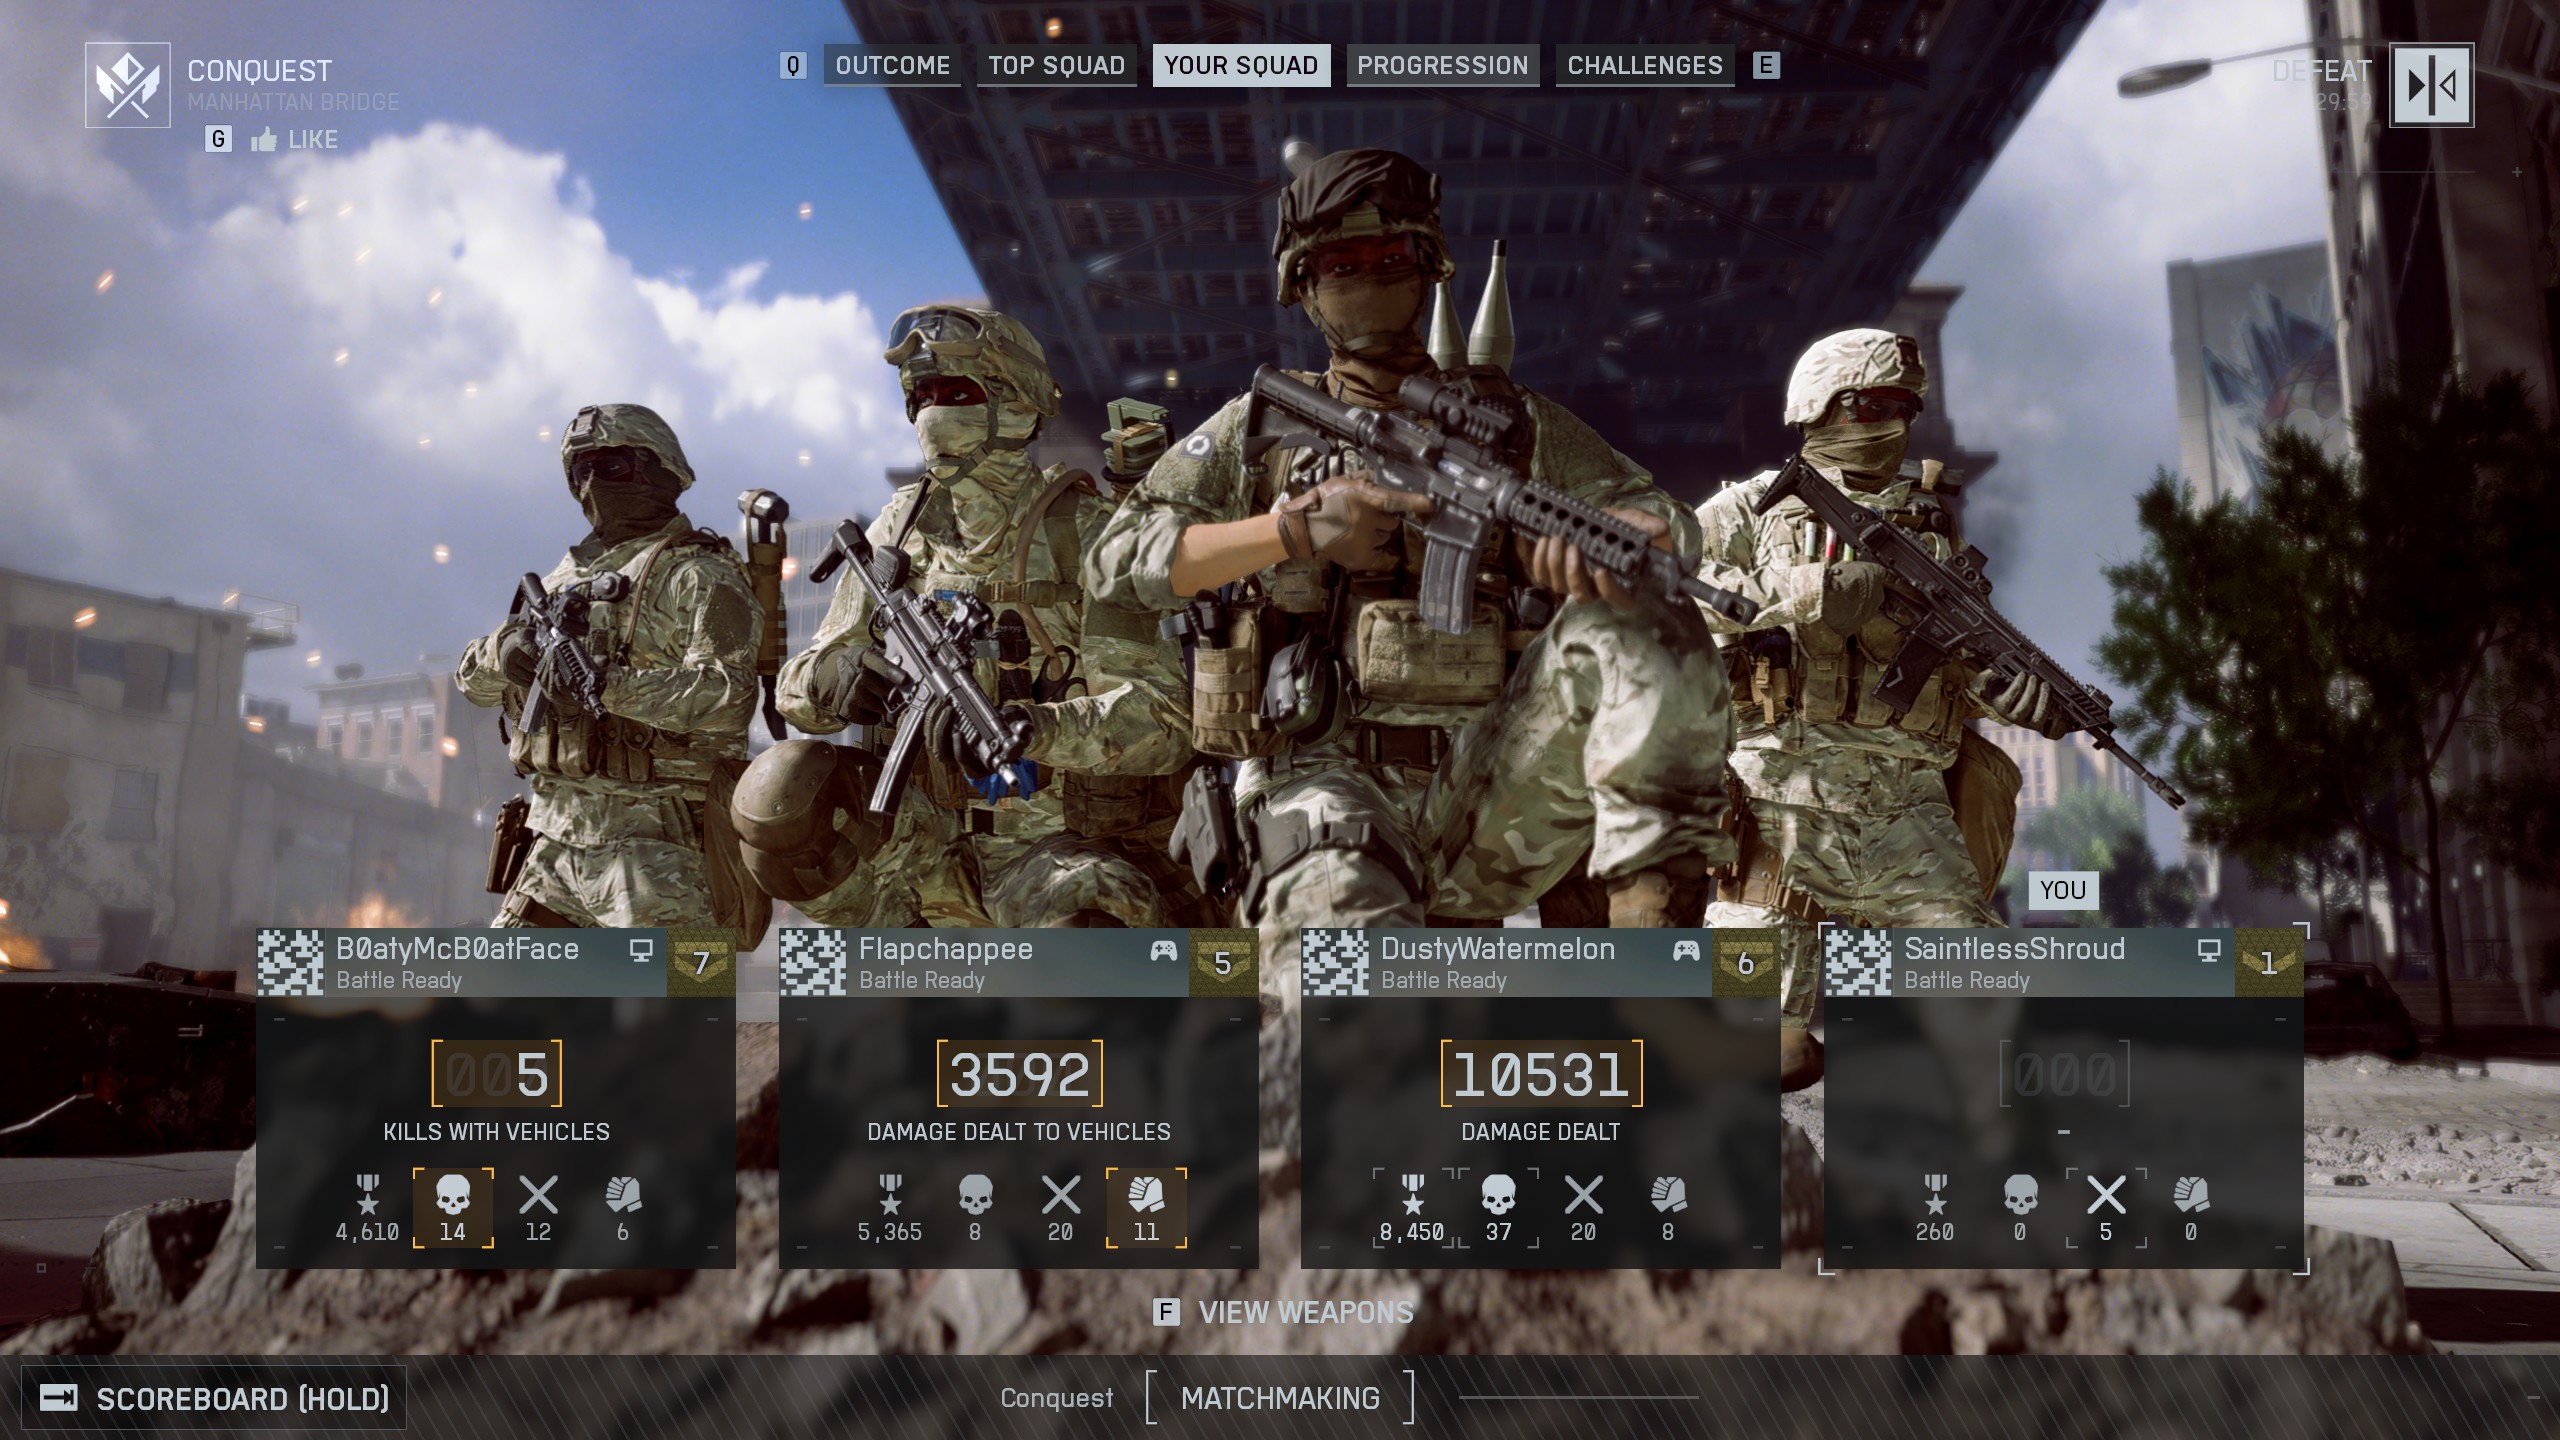 CONQUEST
MANHATTAN BRIDGE
G LIKE
Q OUTCOME TOP SQUAD YOUR SQUAD PROGRESSION CHALLENGES E
DEFEAT
29:59
YOU
B0atyMcB0atFace 7
Battle Ready
005
KILLS WITH VEHICLES
4,610 14 12 6
Flapchappee 5
Battle Ready
3592
DAMAGE DEALT TO VEHICLES
5,365 8 20 11
DustyWatermelon 6
Battle Ready
10531
DAMAGE DEALT
8,450 37 20 8
SaintlessShroud 1
Battle Ready
000
-
260 0 5 0
F VIEW WEAPONS
SCOREBOARD (HOLD)
Conquest MATCHMAKING